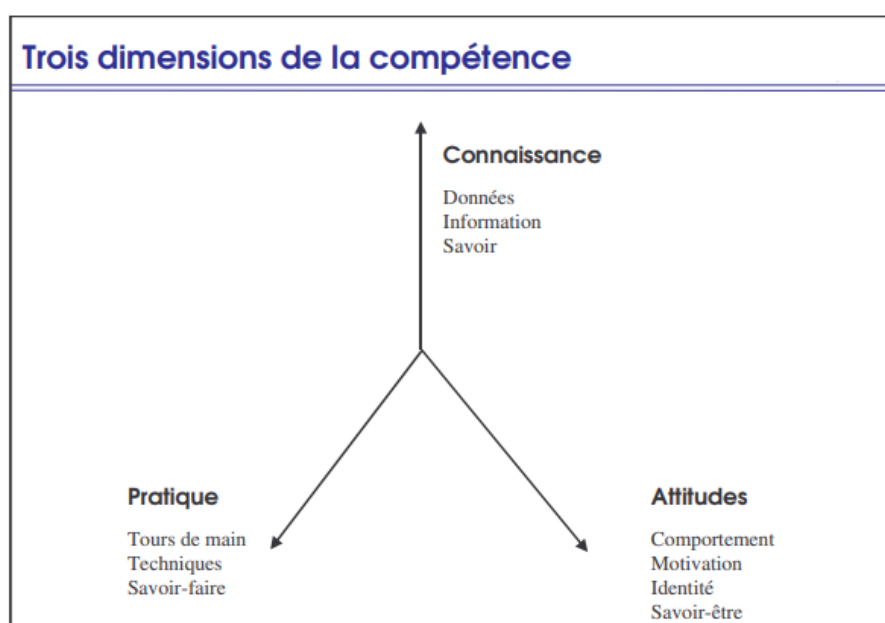 Trois dimensions de la compétence
Connaissance
Données
Information
Savoir
Pratique
Tours de main
Techniques
Savoir-faire
Attitudes
Comportement
Motivation
Identité
Savoir-être